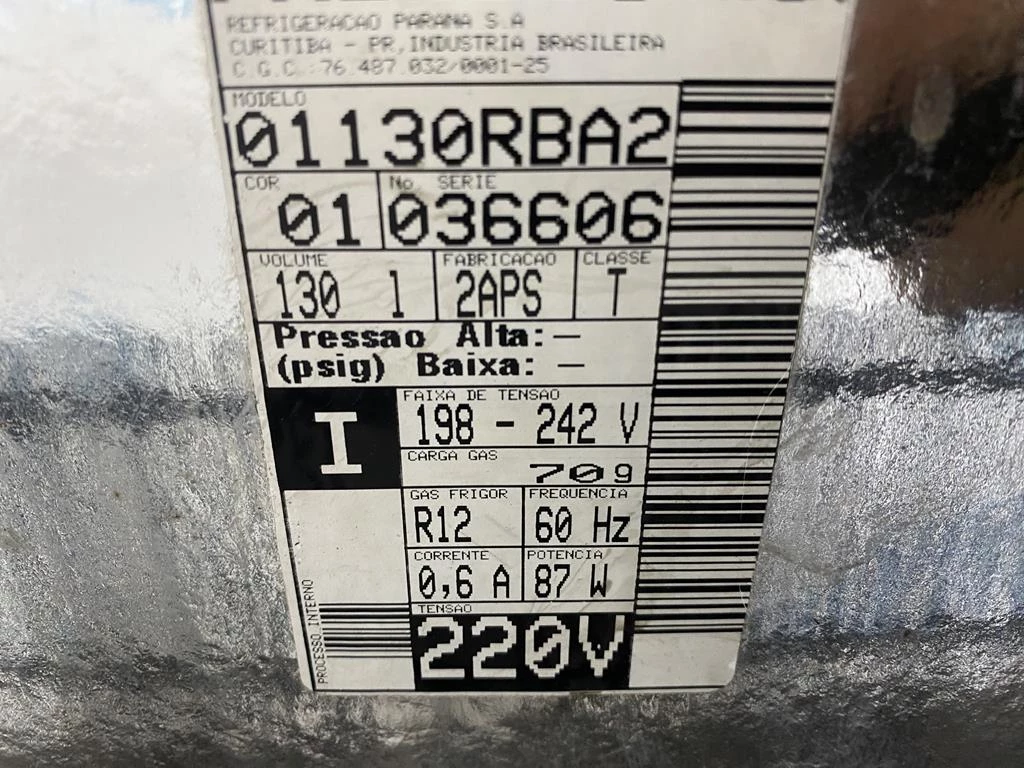 REFRIGERACAO PARANA S.A
CURITIBA - PR, INDUSTRIA BRASILEIRA
C.G.C.:76.487.032/0001-25
MODELO
01130RBA2
COR No. SERIE
01 036606
VOLUME FABRICACAO CLASSE
130 l 2APS T
Pressao Alta: -
(psig) Baixa: -
FAIXA DE TENSAO
I 198 - 242 V
CARGA GAS
70g
GAS FRIGOR FREQUENCIA
R12 60 Hz
CORRENTE POTENCIA
0,6 A 87 W
TENSAO
220V
PROCESSO INTERNO